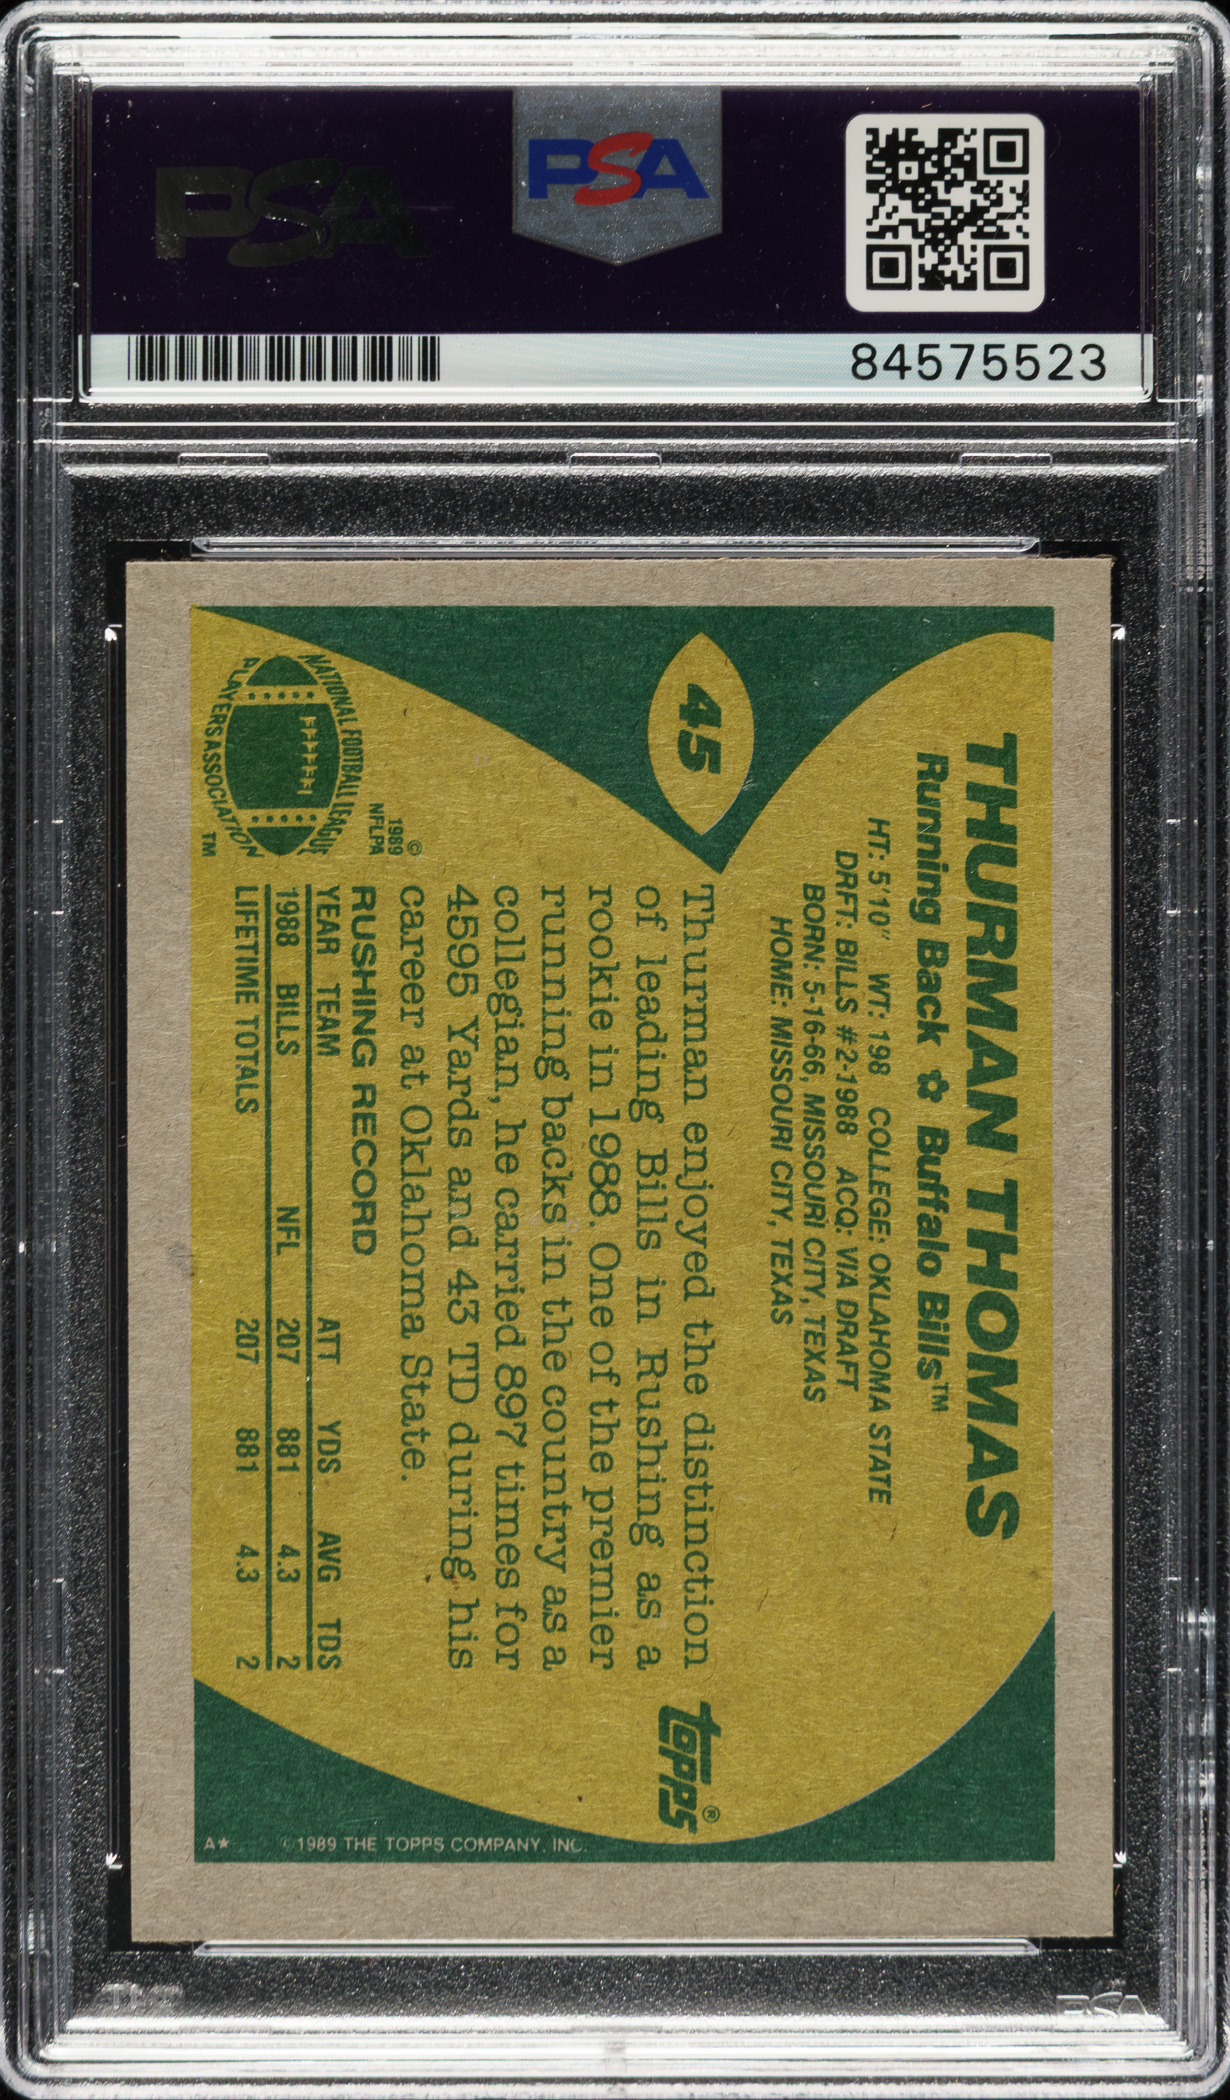 PSA
PSA
84575523
45
THURMAN THOMAS
Running Back Buffalo Bills™
HT: 5'10" WT: 198 COLLEGE: OKLAHOMA STATE
DRFT: BILLS #2-1988 ACQ: VIA DRAFT
BORN: 5-16-66, MISSOURI CITY, TEXAS
HOME: MISSOURI CITY, TEXAS
Thurman enjoyed the distinction
of leading Bills in Rushing as a
rookie in 1988. One of the premier
running backs in the country as a
collegian, he carried 897 times for
4595 Yards and 43 TD during his
career at Oklahoma State.
topps®
NATIONAL FOOTBALL LEAGUE
PLAYERS ASSOCIATION ™
©
1989
NFLPA
RUSHING RECORD
YEAR TEAM ATT YDS AVG TDS
1988 BILLS NFL 207 881 4.3 2
LIFETIME TOTALS 207 881 4.3 2
A★ © 1989 THE TOPPS COMPANY, INC.
PSA